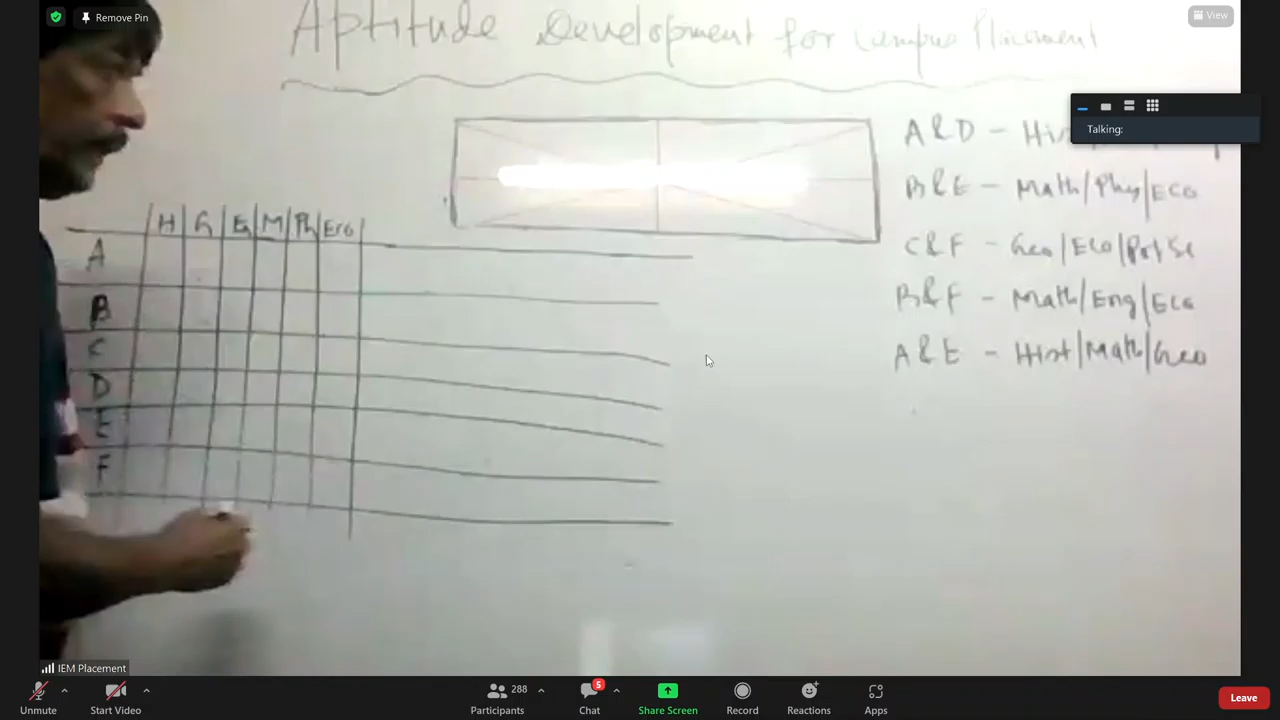 Remove Pin
View
Aptitude Development for Campus Placement
Talking:
A & D - Hist
B & E - Math/Phy/Eco
C & F - Geo/Eco/Pol Sc
B & F - Math/Eng/Eco
A & E - Hist/Math/Geo
H G Eg M Ph Eco
A
B
C
D
E
F
IEM Placement
Unmute
Start Video
288
Participants
5
Chat
Share Screen
Record
Reactions
Apps
Leave